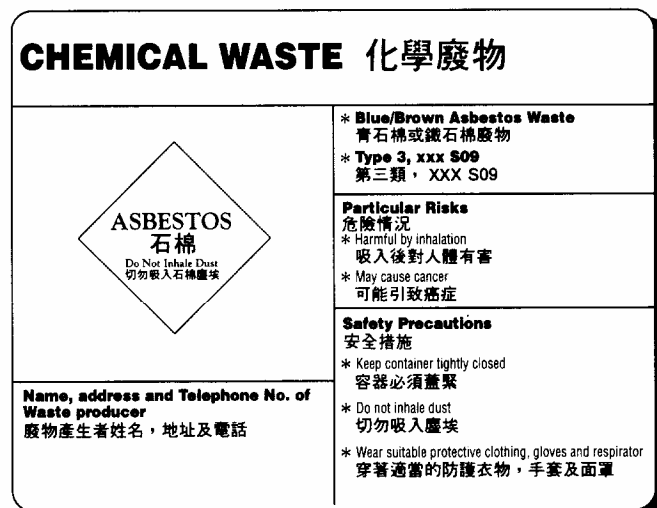 CHEMICAL WASTE 化學廢物
ASBESTOS
石棉
Do Not Inhale Dust
切勿吸入石棉塵埃
Name, address and Telephone No. of
Waste producer
廢物產生者姓名，地址及電話
* Blue/Brown Asbestos Waste
青石棉或鐵石棉廢物
* Type 3, xxx S09
第三類， XXX S09
Particular Risks
危險情況
* Harmful by inhalation
吸入後對人體有害
* May cause cancer
可能引致癌症
Safety Precautions
安全措施
* Keep container tightly closed
容器必須蓋緊
* Do not inhale dust
切勿吸入塵埃
* Wear suitable protective clothing, gloves and respirator
穿著適當的防護衣物，手套及面罩